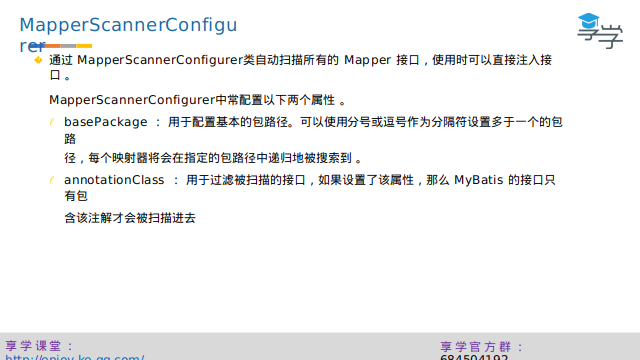 MapperScannerConfigu
rer
通过 MapperScannerConfigurer类自动扫描所有的 Mapper 接口，使用时可以直接注入接
口 。
MapperScannerConfigurer中常配置以下两个属性 。
basePackage ： 用于配置基本的包路径。可以使用分号或逗号作为分隔符设置多于一个的包
路
径，每个映射器将会在指定的包路径中递归地被搜索到 。
annotationClass ： 用于过滤被扫描的接口，如果设置了该属性，那么 MyBatis 的接口只
有包
含该注解才会被扫描进去
享学课堂：
http://enjoy.ke.qq.com/
享学官方群：
684504192
享学